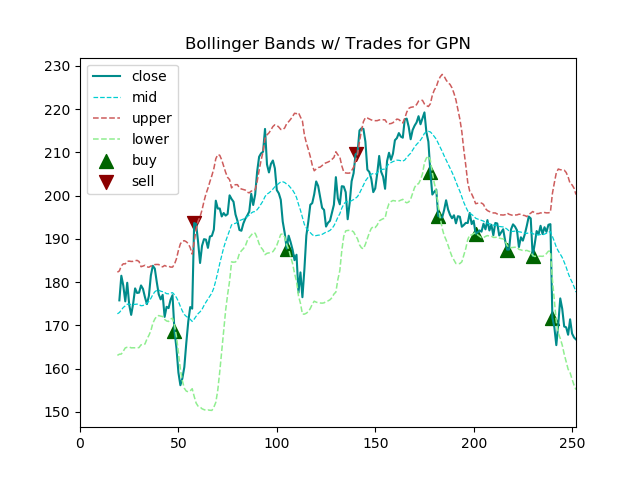 Bollinger Bands w/ Trades for GPN
230
220
210
200
190
180
170
160
150
0 50 100 150 200 250
close
mid
upper
lower
buy
sell